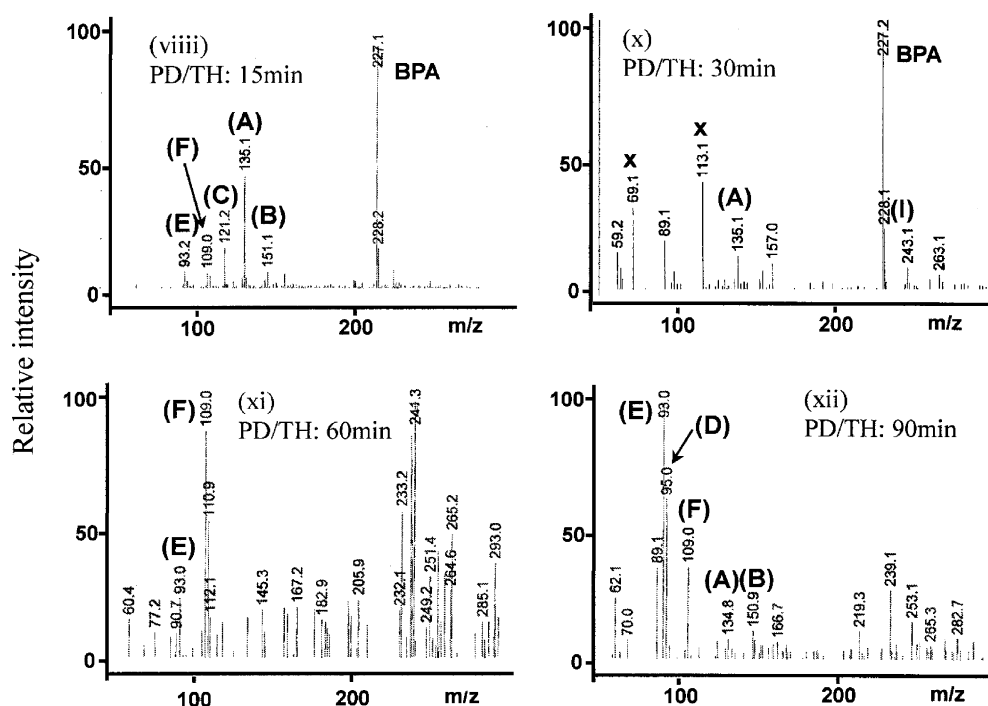 Relative intensity
(viiii)
PD/TH: 15min
100
50
0
100
200
m/z
(E)
93.2
(F)
109.0
(C)
121.2
(A)
135.1
(B)
151.1
227.1
BPA
228.2
(x)
PD/TH: 30min
100
50
0
100
200
m/z
59.2
x
69.1
89.1
x
113.1
(A)
135.1
157.0
227.2
BPA
228.1
(I)
243.1
263.1
(xi)
PD/TH: 60min
100
50
0
100
200
m/z
60.4
77.2
90.7
(E)
93.0
(F)
109.0
110.9
112.1
145.3
167.2
182.9
205.9
232.1
233.2
249.2
251.4
264.6
265.2
285.1
293.0
(xii)
PD/TH: 90min
100
50
0
100
200
m/z
62.1
70.0
89.1
(E)
93.0
(D)
95.0
(F)
109.0
(A)
134.8
(B)
150.9
166.7
219.3
239.1
253.1
265.3
282.7